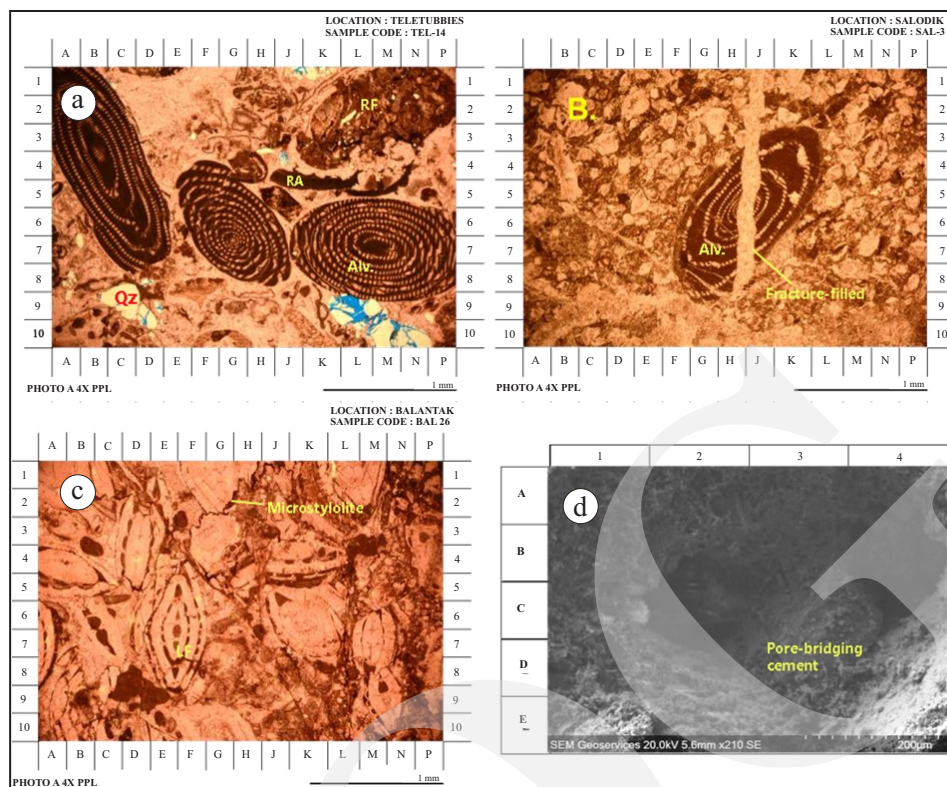 LOCATION : TELETUBBIES
SAMPLE CODE : TEL-14
A B C D E F G H J K L M N P
1 1
2 2
3 3
4 4
5 5
6 6
7 7
8 8
9 9
10 10
a
RF
RA
Alv.
Qz
A B C D E F G H J K L M N P
PHOTO A 4X PPL
1 mm
LOCATION : SALODIK
SAMPLE CODE : SAL-3
B C D E F G H J K L M N P
1 1
2 2
3 3
4 4
5 5
6 6
7 7
8 8
9 9
10 10
B.
Alv.
Fracture-filled
B C D E F G H J K L M N P
PHOTO A 4X PPL
1 mm
LOCATION : BALANTAK
SAMPLE CODE : BAL 26
A B C D E F G H J K L M N P
1 1
2 2
3 3
4 4
5 5
6 6
7 7
8 8
9 9
10 10
c
Microstylolite
LF
A B C D E F G H J K L M N P
PHOTO A 4X PPL
1 mm
1 2 3 4
A
B
C
D
E
d
Pore-bridging
cement
SEM Geoservices 20.0kV 5.6mm x210 SE
200µm